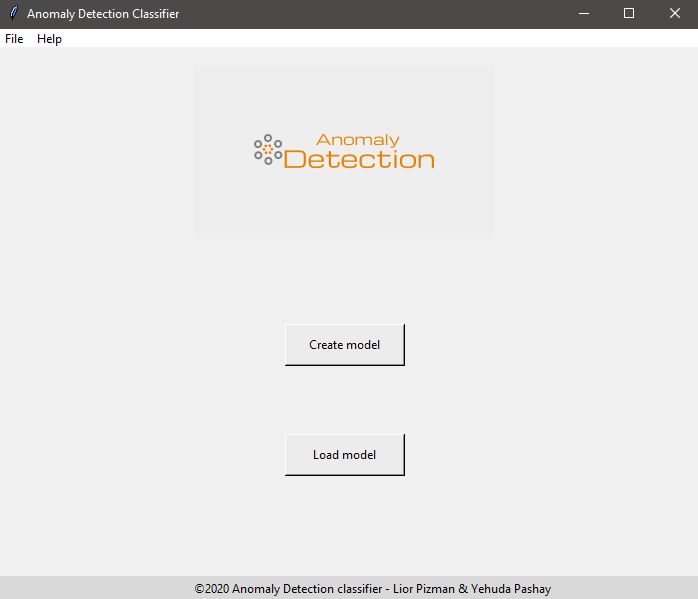 Anomaly Detection Classifier
File Help
Anomaly
Detection
Create model
Load model
©2020 Anomaly Detection classifier - Lior Pizman & Yehuda Pashay